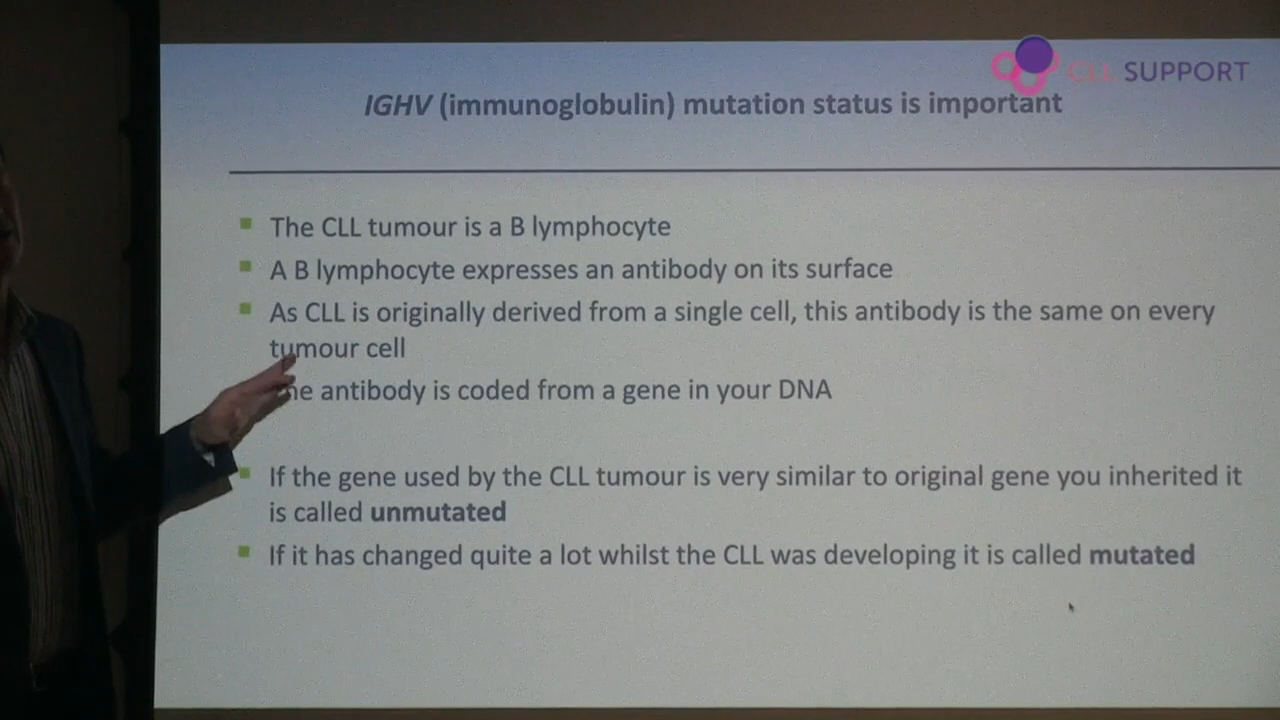 CLL SUPPORT
IGHV (immunoglobulin) mutation status is important
The CLL tumour is a B lymphocyte
A B lymphocyte expresses an antibody on its surface
As CLL is originally derived from a single cell, this antibody is the same on every
tumour cell
antibody is coded from a gene in your DNA
If the gene used by the CLL tumour is very similar to original gene you inherited it
is called unmutated
If it has changed quite a lot whilst the CLL was developing it is called mutated